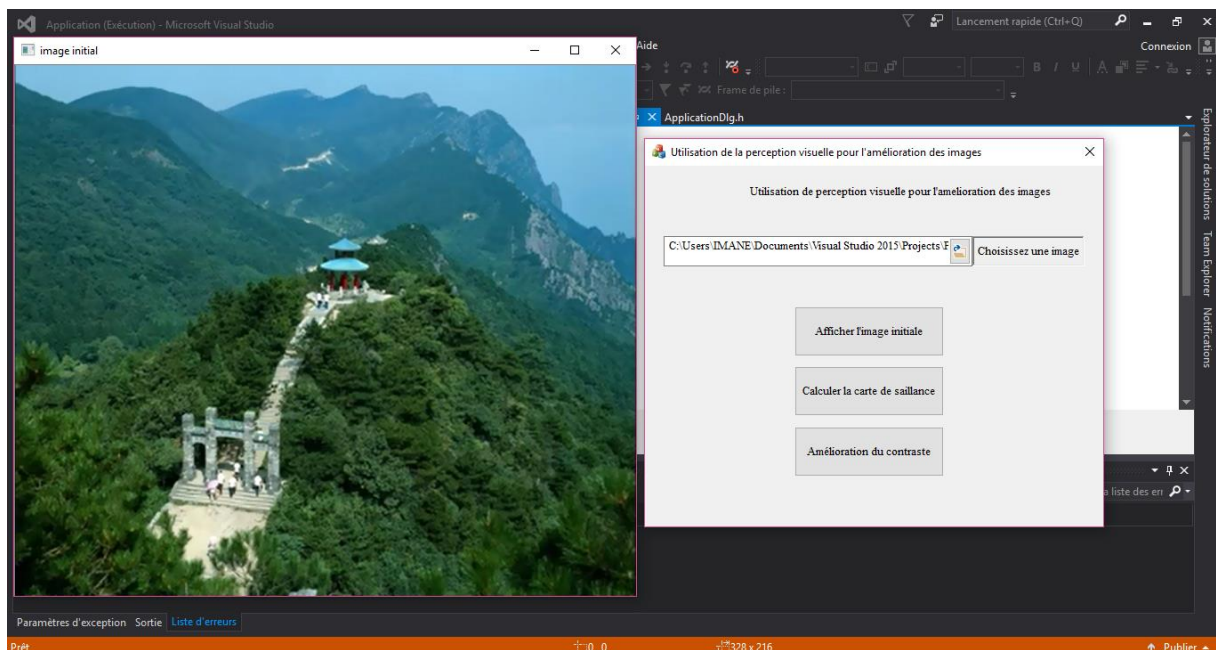 Application (Exécution) - Microsoft Visual Studio
Lancement rapide (Ctrl+Q)
image initial
Aide
Connexion
B I U A
Frame de pile :
ApplicationDlg.h
Utilisation de la perception visuelle pour l'amélioration des images
Utilisation de perception visuelle pour l'amelioration des images
C:\Users\IMANE\Documents\Visual Studio 2015\Projects\F
Choisissez une image
Afficher l'image initiale
Calculer la carte de saillance
Amélioration du contraste
Explorateur de solutions
Team Explorer
Notifications
a liste des err
Paramètres d'exception Sortie Liste d'erreurs
Prêt
0, 0
328 x 216
Publier